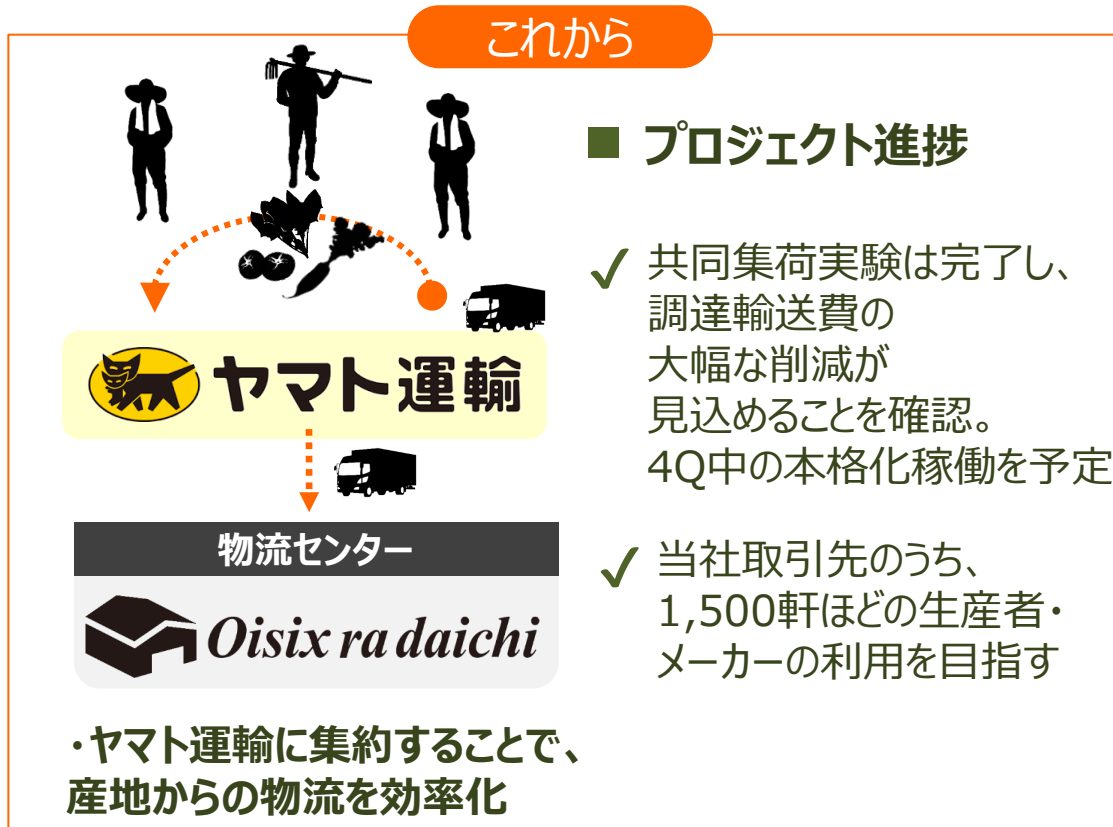 これから
ヤマト運輸
物流センター
Oisix ra daichi
・ヤマト運輸に集約することで、
産地からの物流を効率化
■ プロジェクト進捗
✓ 共同集荷実験は完了し、
調達輸送費の
大幅な削減が
見込めることを確認。
4Q中の本格化稼働を予定
✓ 当社取引先のうち、
1,500軒ほどの生産者・
メーカーの利用を目指す